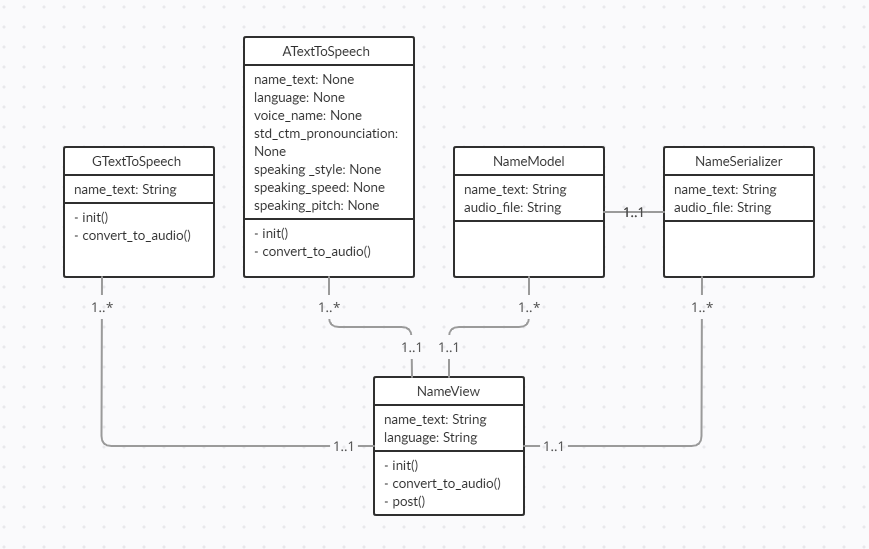 ATextToSpeech
name_text: None
language: None
voice_name: None
std_ctm_pronounciation:
None
speaking _style: None
speaking_speed: None
speaking_pitch: None
- init()
- convert_to_audio()
GTextToSpeech
name_text: String
- init()
- convert_to_audio()
NameModel
name_text: String
audio_file: String
1..1
NameSerializer
name_text: String
audio_file: String
1..*
1..*
1..*
1..*
1..1
1..1
NameView
name_text: String
language: String
- init()
- convert_to_audio()
- post()
1..1
1..1